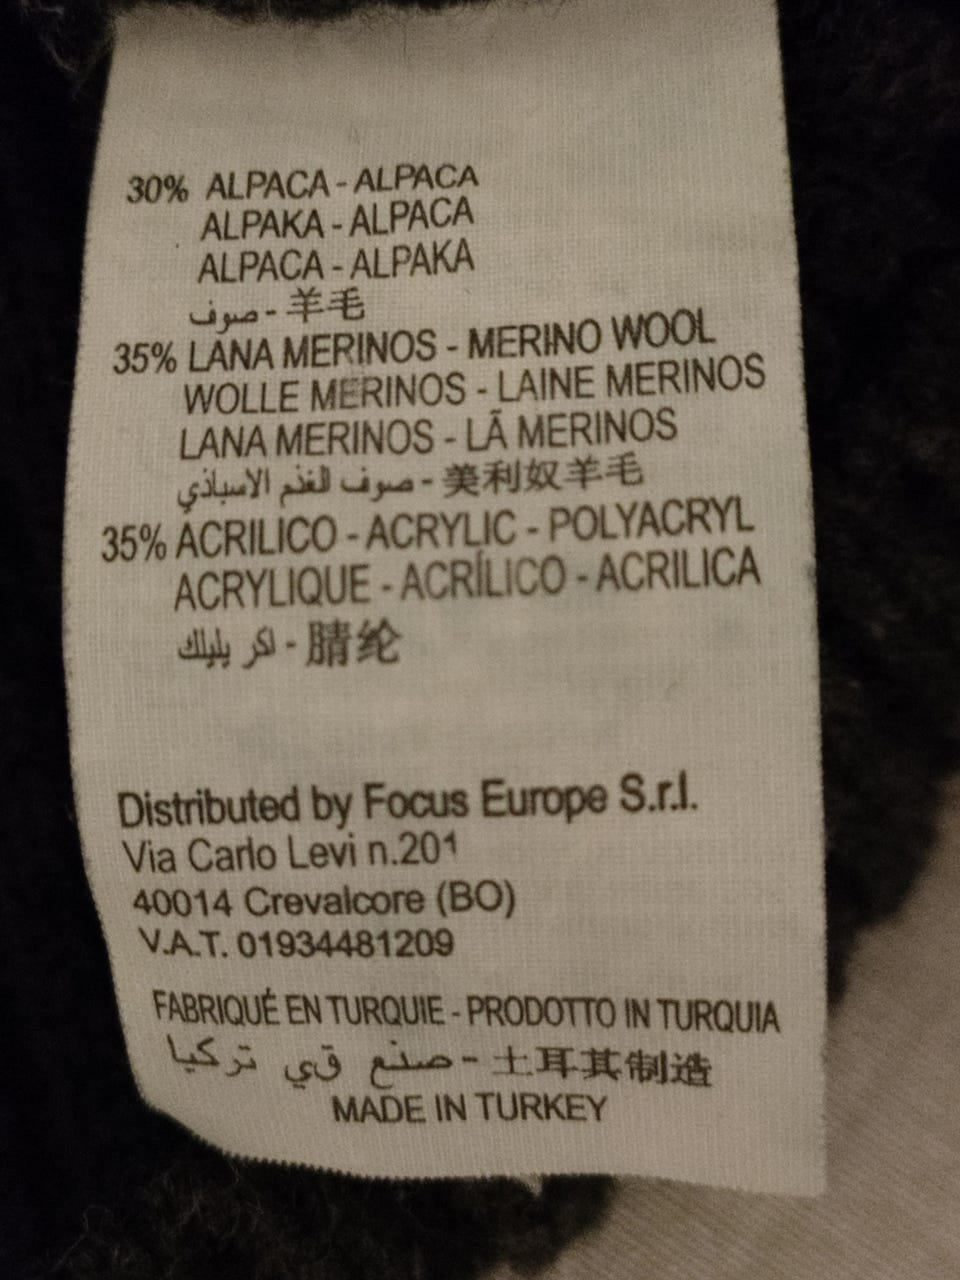 30% ALPACA - ALPACA
ALPAKA - ALPACA
ALPACA - ALPAKA
صوف - 羊毛
35% LANA MERINOS - MERINO WOOL
WOLLE MERINOS - LAINE MERINOS
LANA MERINOS - LÃ MERINOS
صوف الغنم الاسباني - 美利奴羊毛
35% ACRILICO - ACRYLIC - POLYACRYL
ACRYLIQUE - ACRÍLICO - ACRILICA
اكر يليك - 腈纶
Distributed by Focus Europe S.r.l.
Via Carlo Levi n.201
40014 Crevalcore (BO)
V.A.T. 01934481209
FABRIQUÉ EN TURQUIE - PRODOTTO IN TURQUIA
صنع في تركيا - 土耳其制造
MADE IN TURKEY